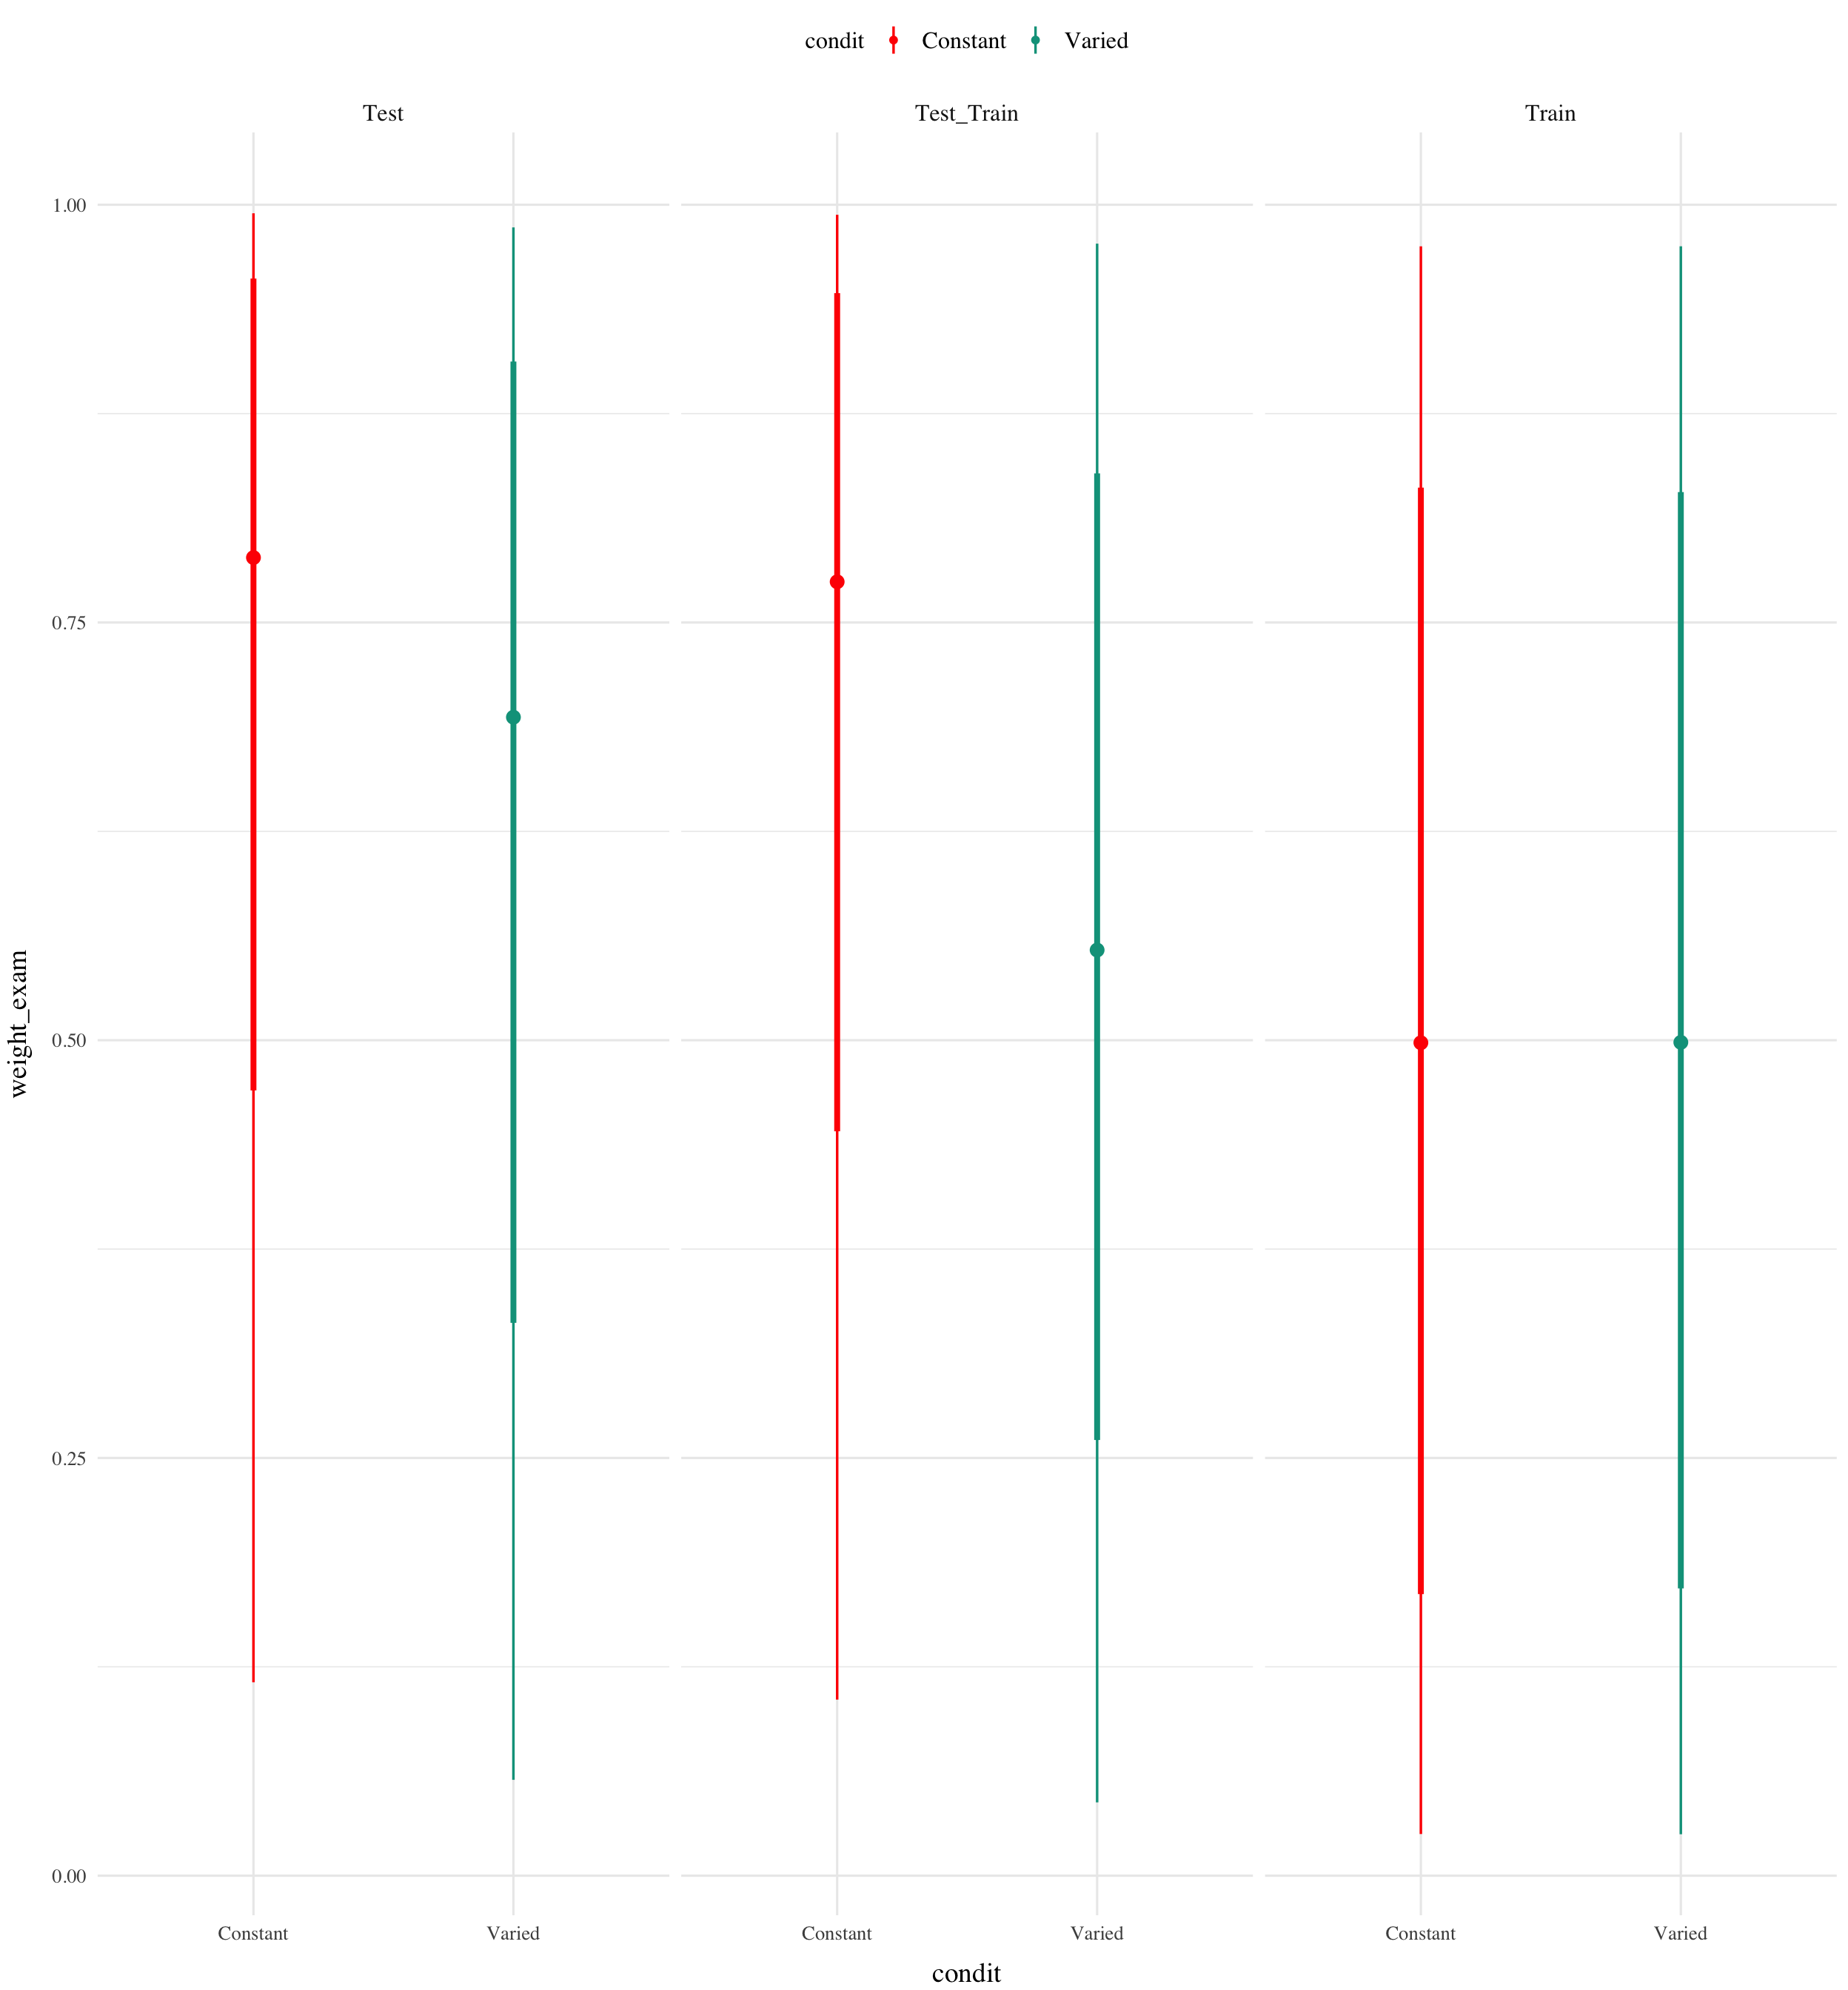 condit Constant Varied
Test Test_Train Train
1.00
0.75
0.50
0.25
0.00
weight_exam
Constant Varied Constant Varied Constant Varied
condit